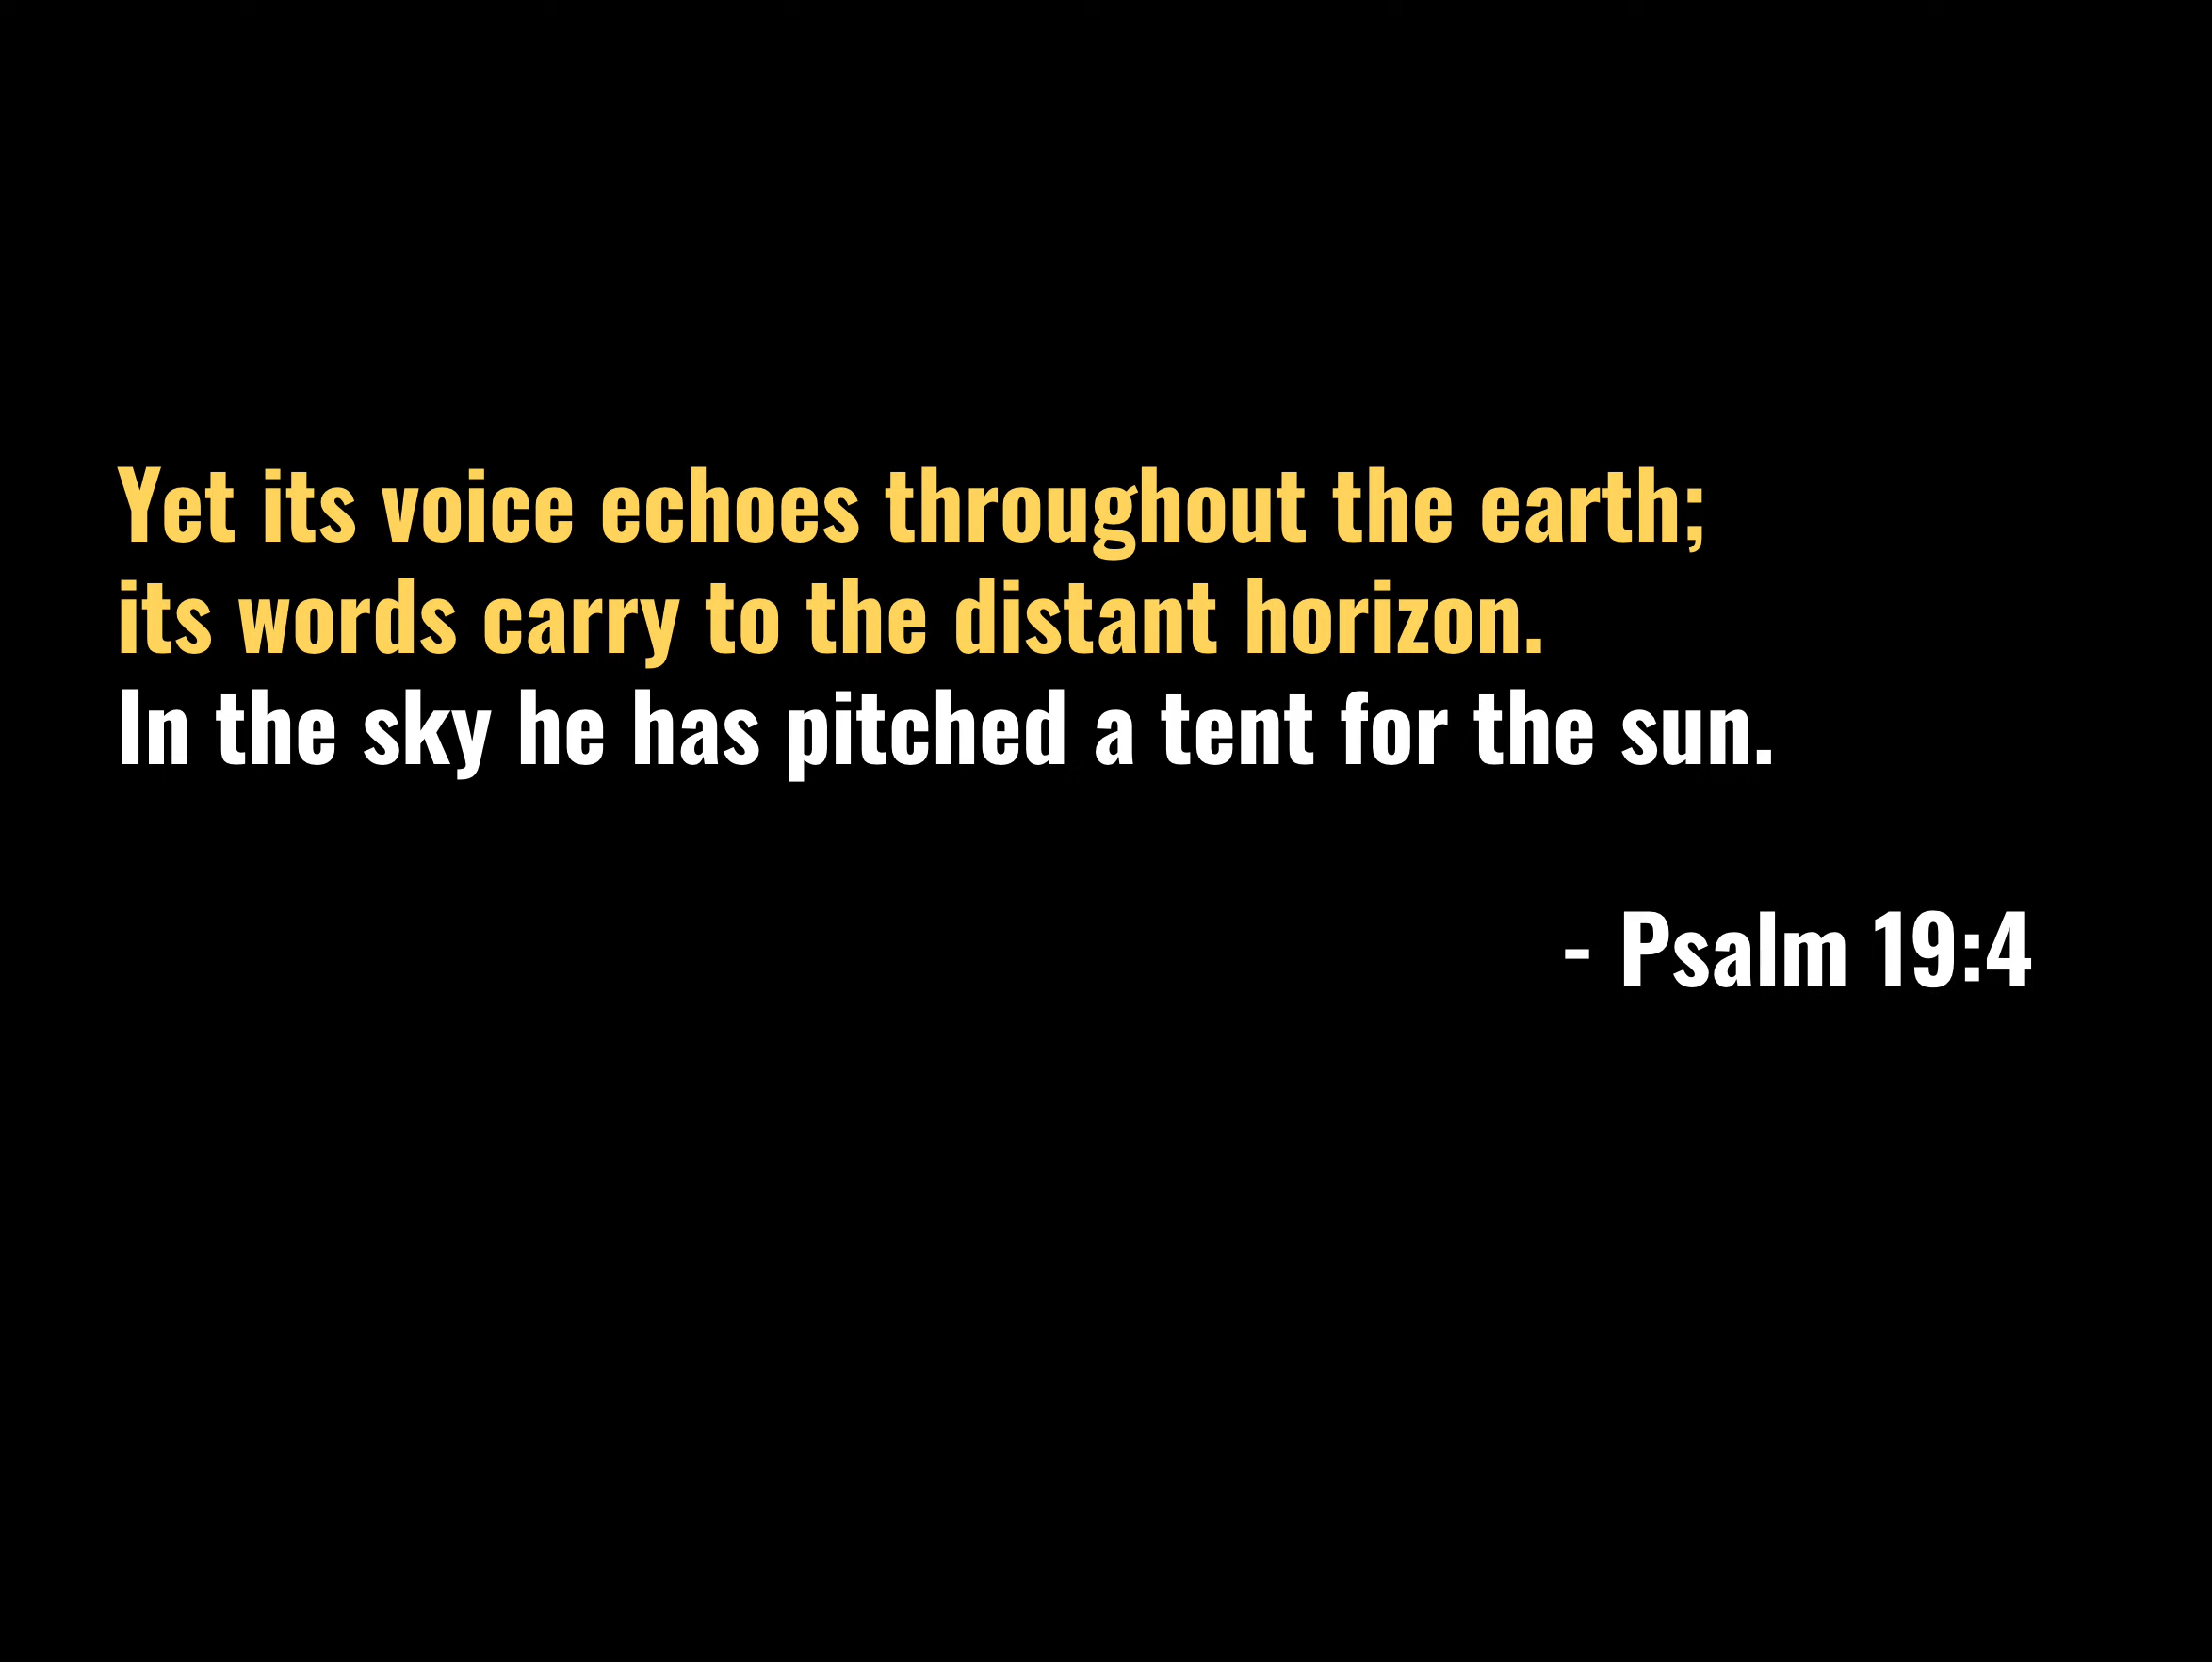 Yet its voice echoes throughout the earth;
its words carry to the distant horizon.
In the sky he has pitched a tent for the sun.
- Psalm 19:4